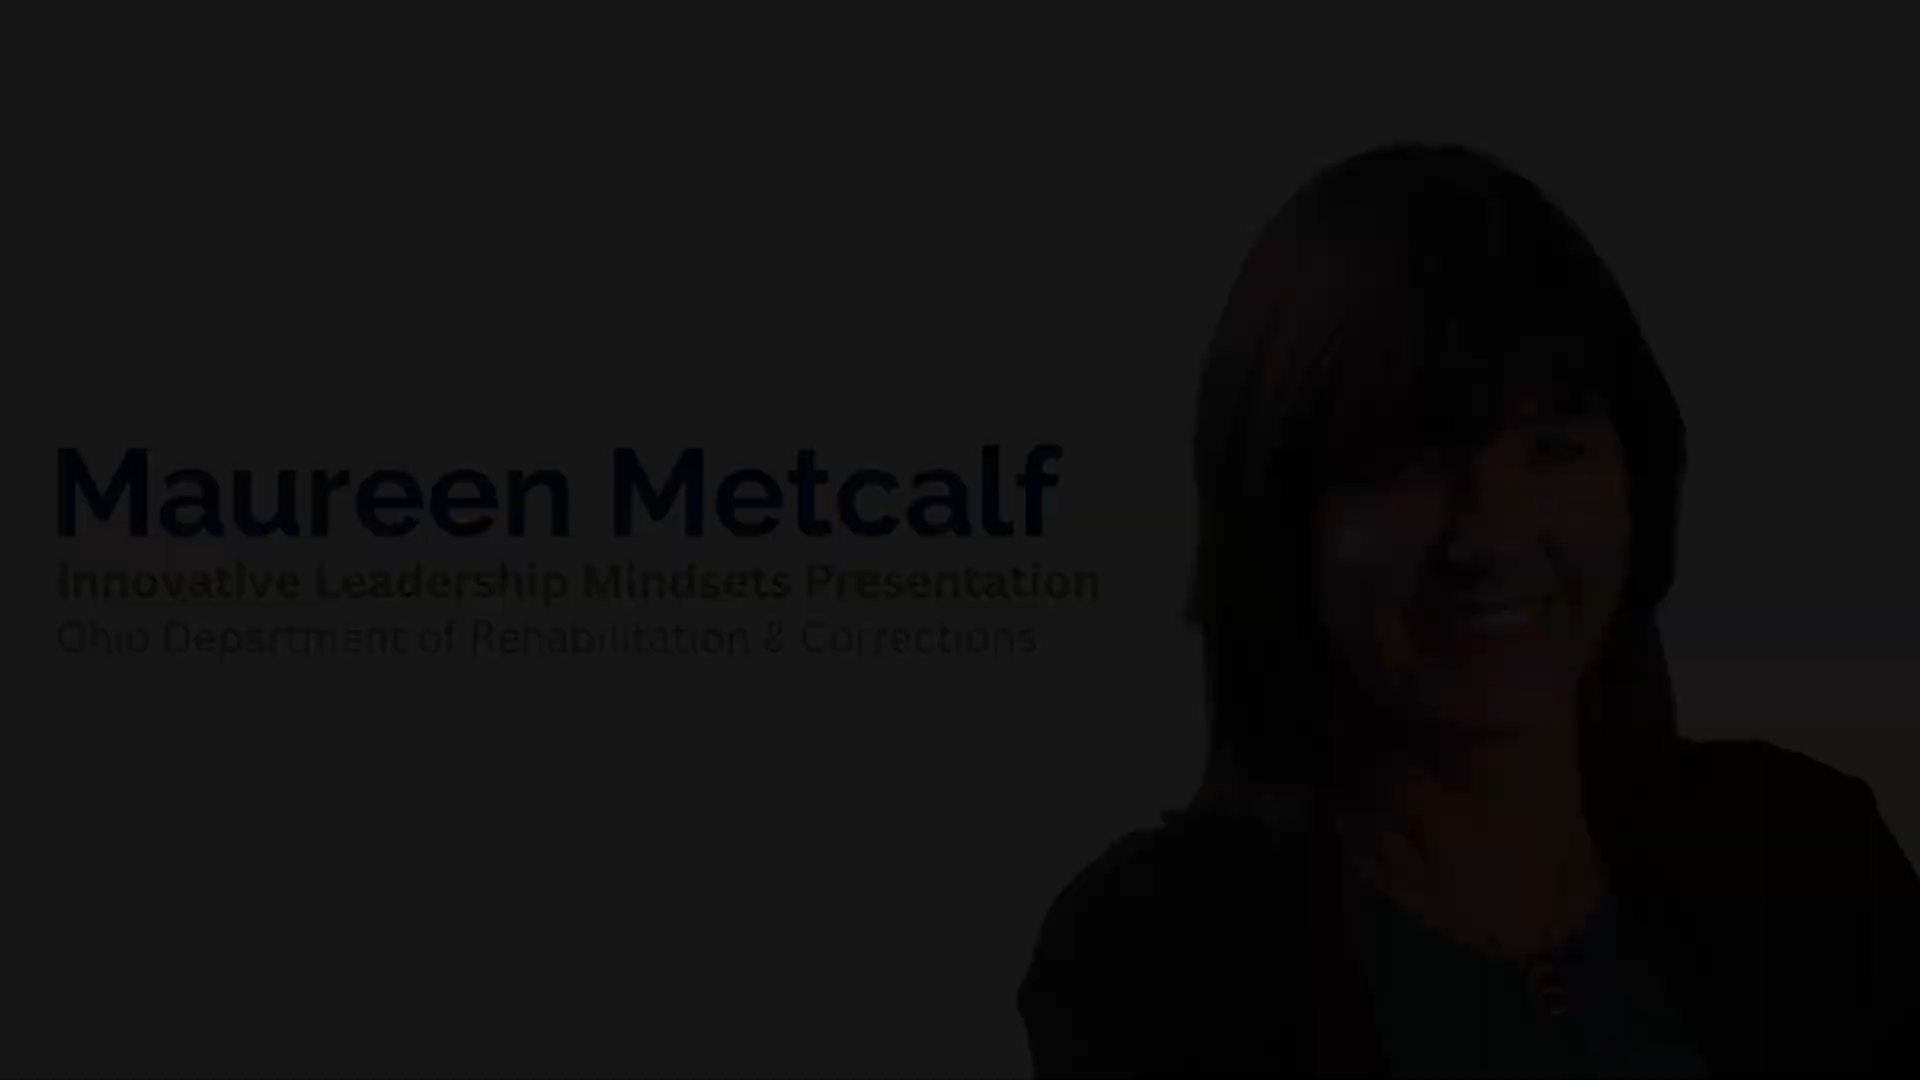 Maureen Metcalf
Innovative Leadership Mindsets Presentation
Ohio Department of Rehabilitation & Corrections